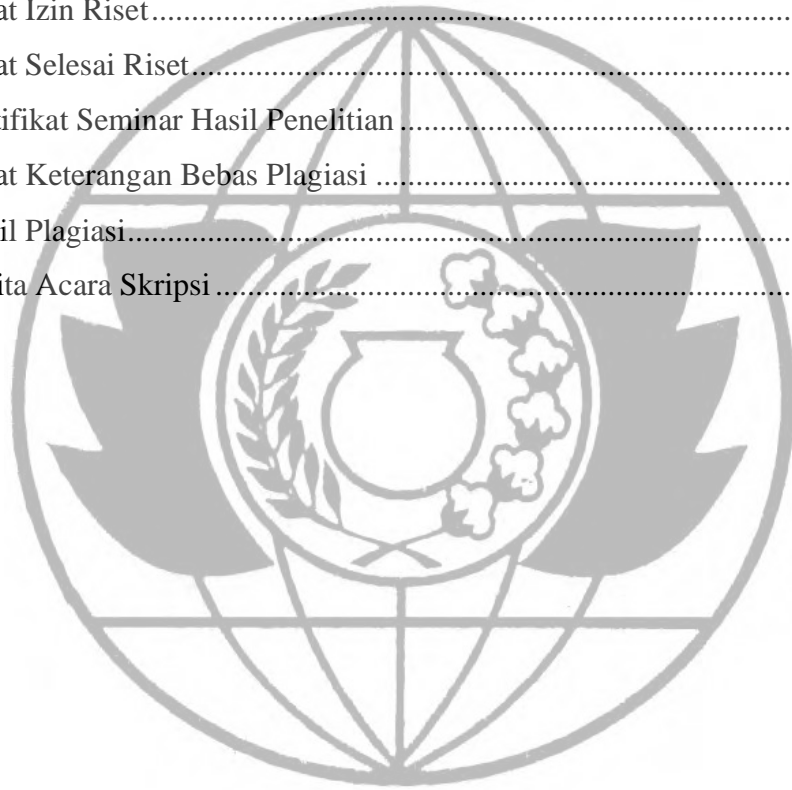 at Izin Riset..............................................................................
at Selesai Riset.........................................................................
tifikat Seminar Hasil Penelitian ..............................................
at Keterangan Bebas Plagiasi .................................................
il Plagiasi.................................................................................
ita Acara Skripsi .....................................................................